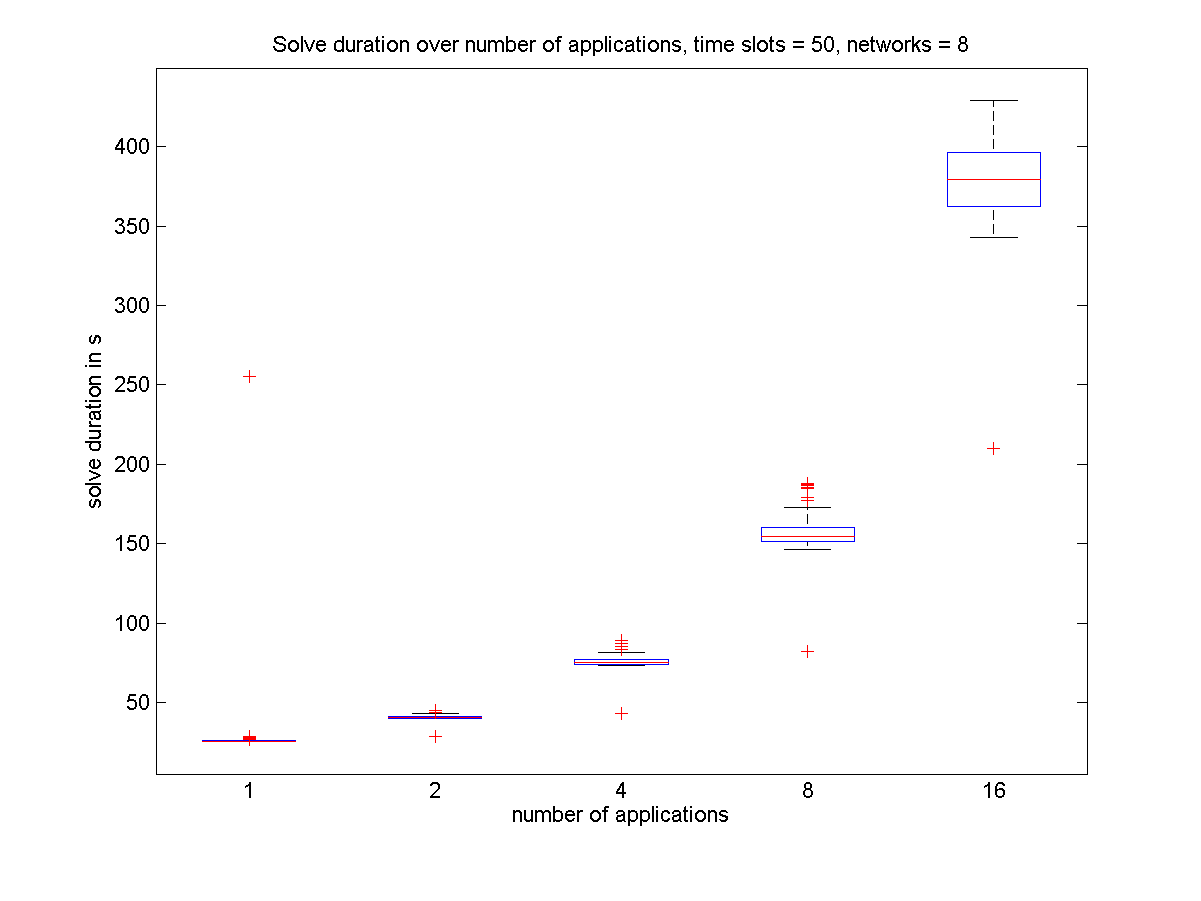 Solve duration over number of applications, time slots = 50, networks = 8
400
350
300
250
200
150
100
50
solve duration in s
1 2 4 8 16
number of applications